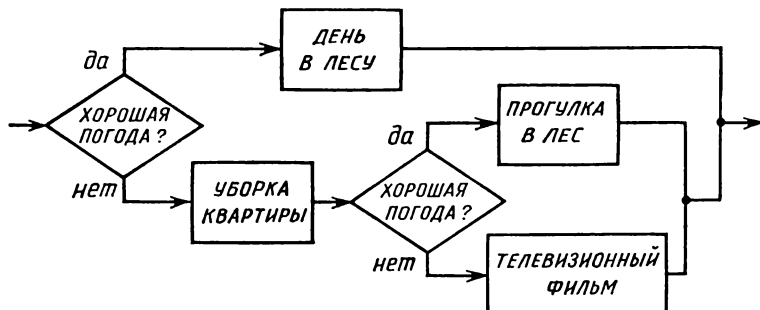 ДЕНЬ
В ЛЕСУ
да
ХОРОШАЯ
ПОГОДА?
нет
УБОРКА
КВАРТИРЫ
да
ПРОГУЛКА
В ЛЕС
ХОРОШАЯ
ПОГОДА?
нет
ТЕЛЕВИЗИОННЫЙ
ФИЛЬМ